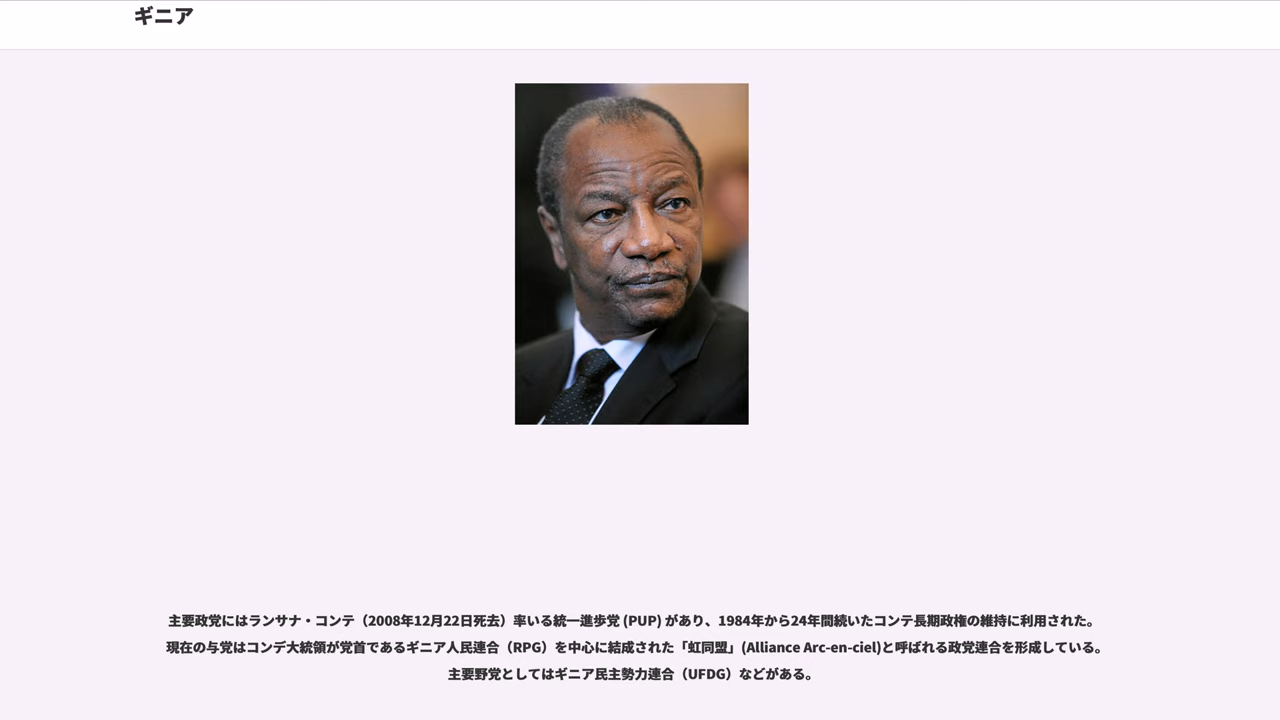 ギニア
主要政党にはランサナ・コンテ（2008年12月22日死去）率いる統一進歩党 (PUP) があり、1984年から24年間続いたコンテ長期政権の維持に利用された。
現在の与党はコンデ大統領が党首であるギニア人民連合（RPG）を中心に結成された「虹同盟」(Alliance Arc-en-ciel)と呼ばれる政党連合を形成している。
主要野党としてはギニア民主勢力連合（UFDG）などがある。